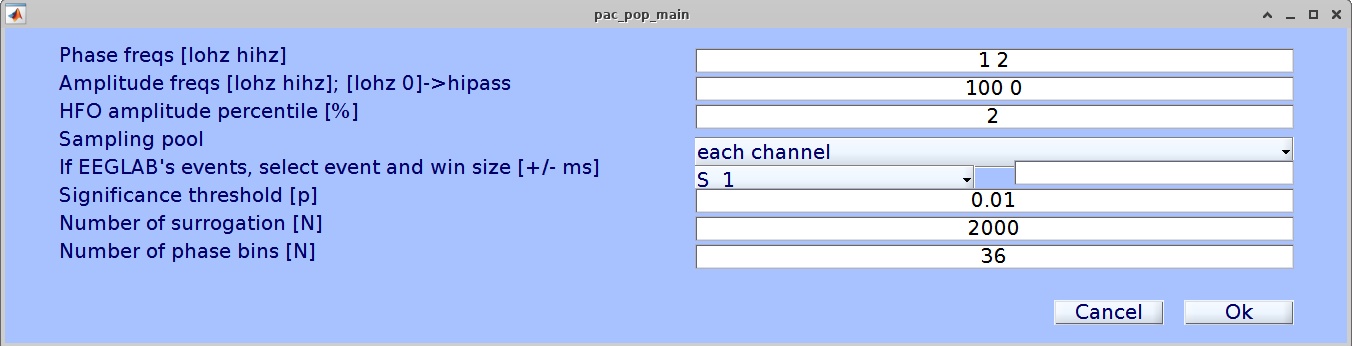 pac_pop_main
Phase freqs [lohz hihz] 1 2
Amplitude freqs [lohz hihz]; [lohz 0]->hipass 100 0
HFO amplitude percentile [%] 2
Sampling pool each channel
If EEGLAB's events, select event and win size [+/- ms] S 1
Significance threshold [p] 0.01
Number of surrogation [N] 2000
Number of phase bins [N] 36
Cancel Ok